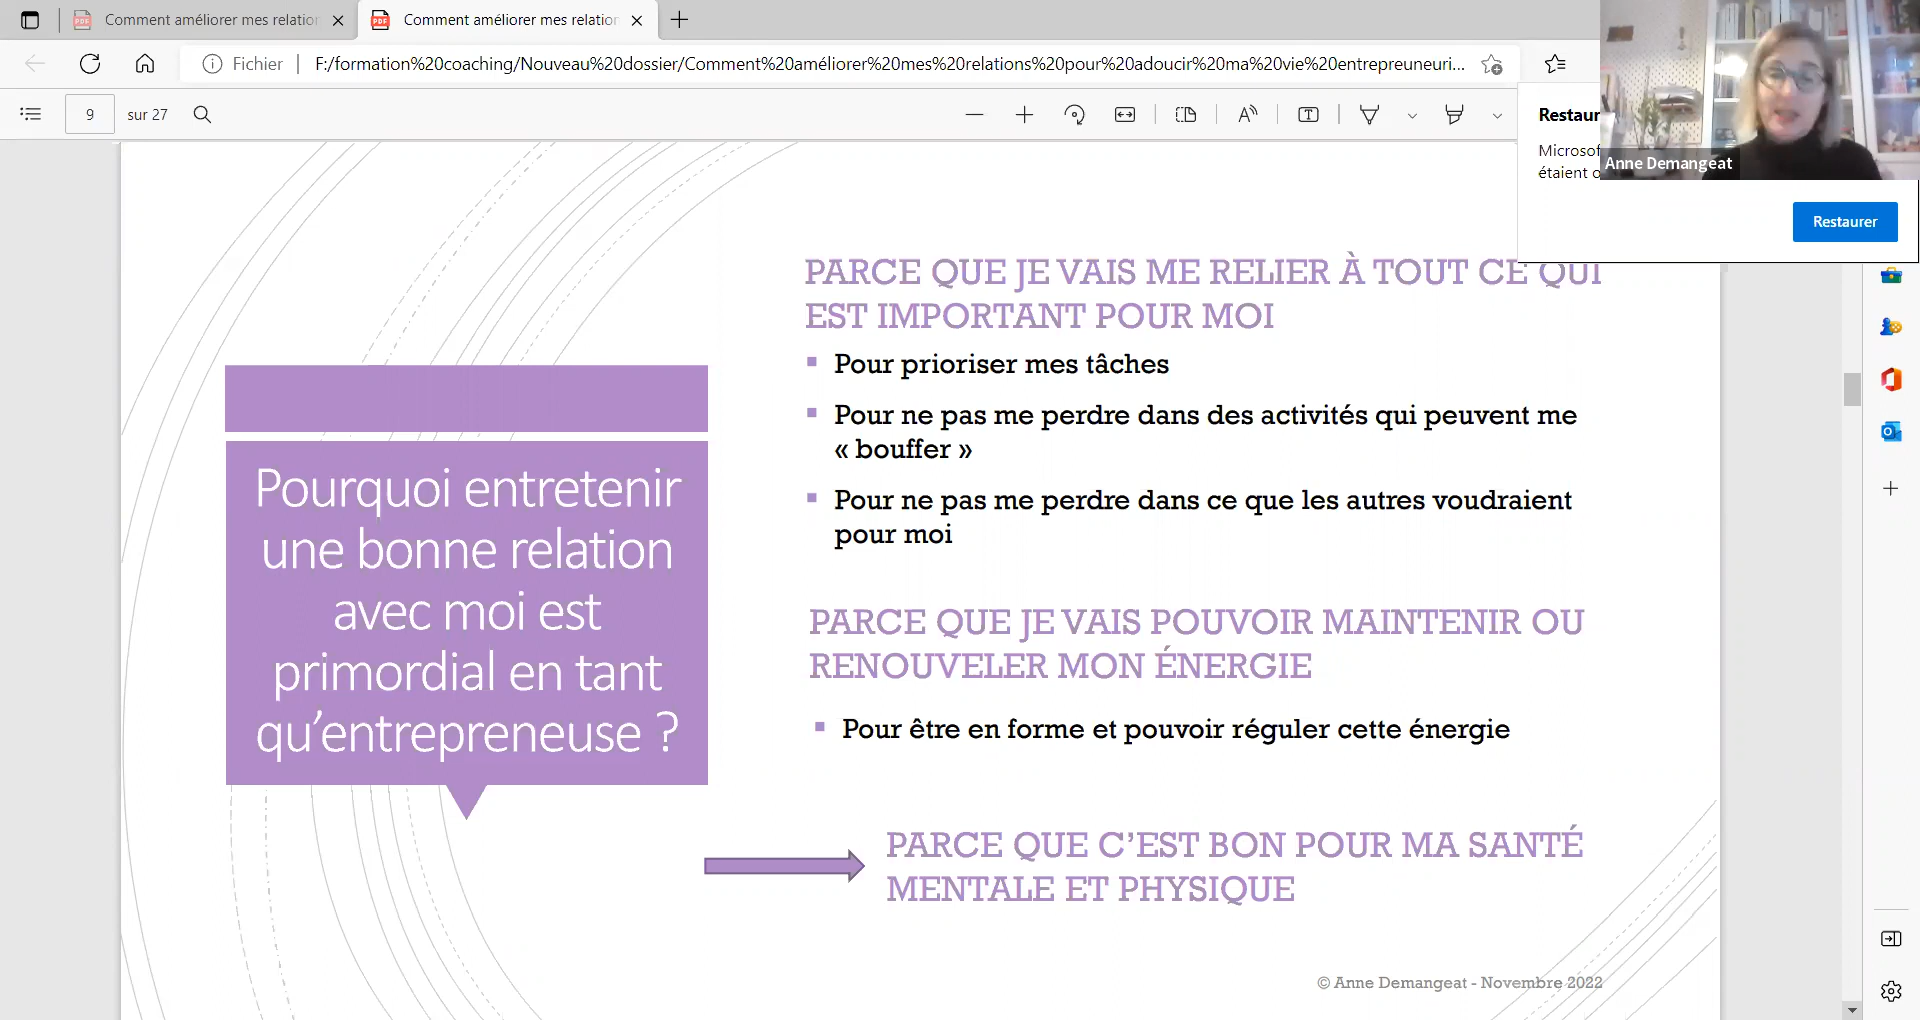 Comment améliorer mes relation
Comment améliorer mes relation
Fichier
F:/formation%20coaching/Nouveau%20dossier/Comment%20améliorer%20mes%20relations%20pour%20adoucir%20ma%20vie%20entrepreuneuri...
9
sur 27
Restaur
Microsof
étaient o
Anne Demangeat
Restaurer
PARCE QUE JE VAIS ME RELIER À TOUT CE QUI
EST IMPORTANT POUR MOI
Pour prioriser mes tâches
Pour ne pas me perdre dans des activités qui peuvent me
« bouffer »
Pour ne pas me perdre dans ce que les autres voudraient
pour moi
Pourquoi entretenir
une bonne relation
avec moi est
primordial en tant
qu’entrepreneuse ?
PARCE QUE JE VAIS POUVOIR MAINTENIR OU
RENOUVELER MON ÉNERGIE
Pour être en forme et pouvoir réguler cette énergie
PARCE QUE C’EST BON POUR MA SANTÉ
MENTALE ET PHYSIQUE
© Anne Demangeat - Novembre 2022